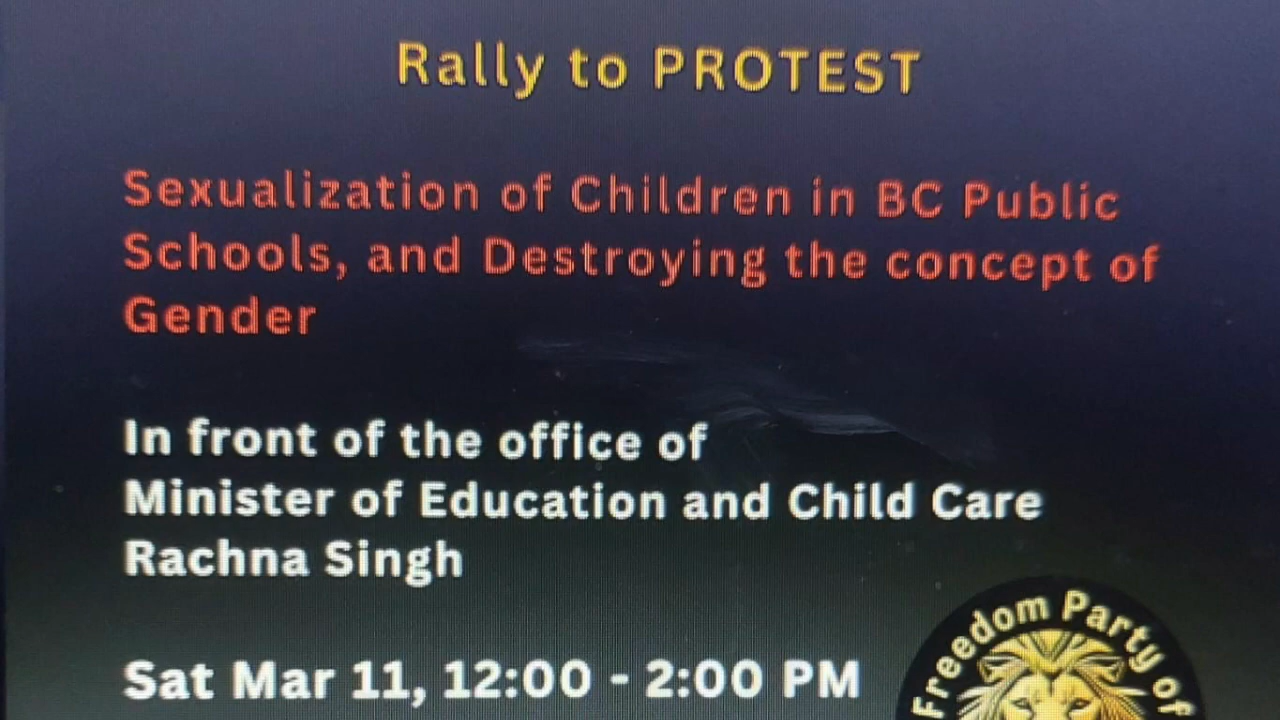 Rally to PROTEST
Sexualization of Children in BC Public
Schools, and Destroying the concept of
Gender
In front of the office of
Minister of Education and Child Care
Rachna Singh
Sat Mar 11, 12:00 - 2:00 PM
Freedom Party of